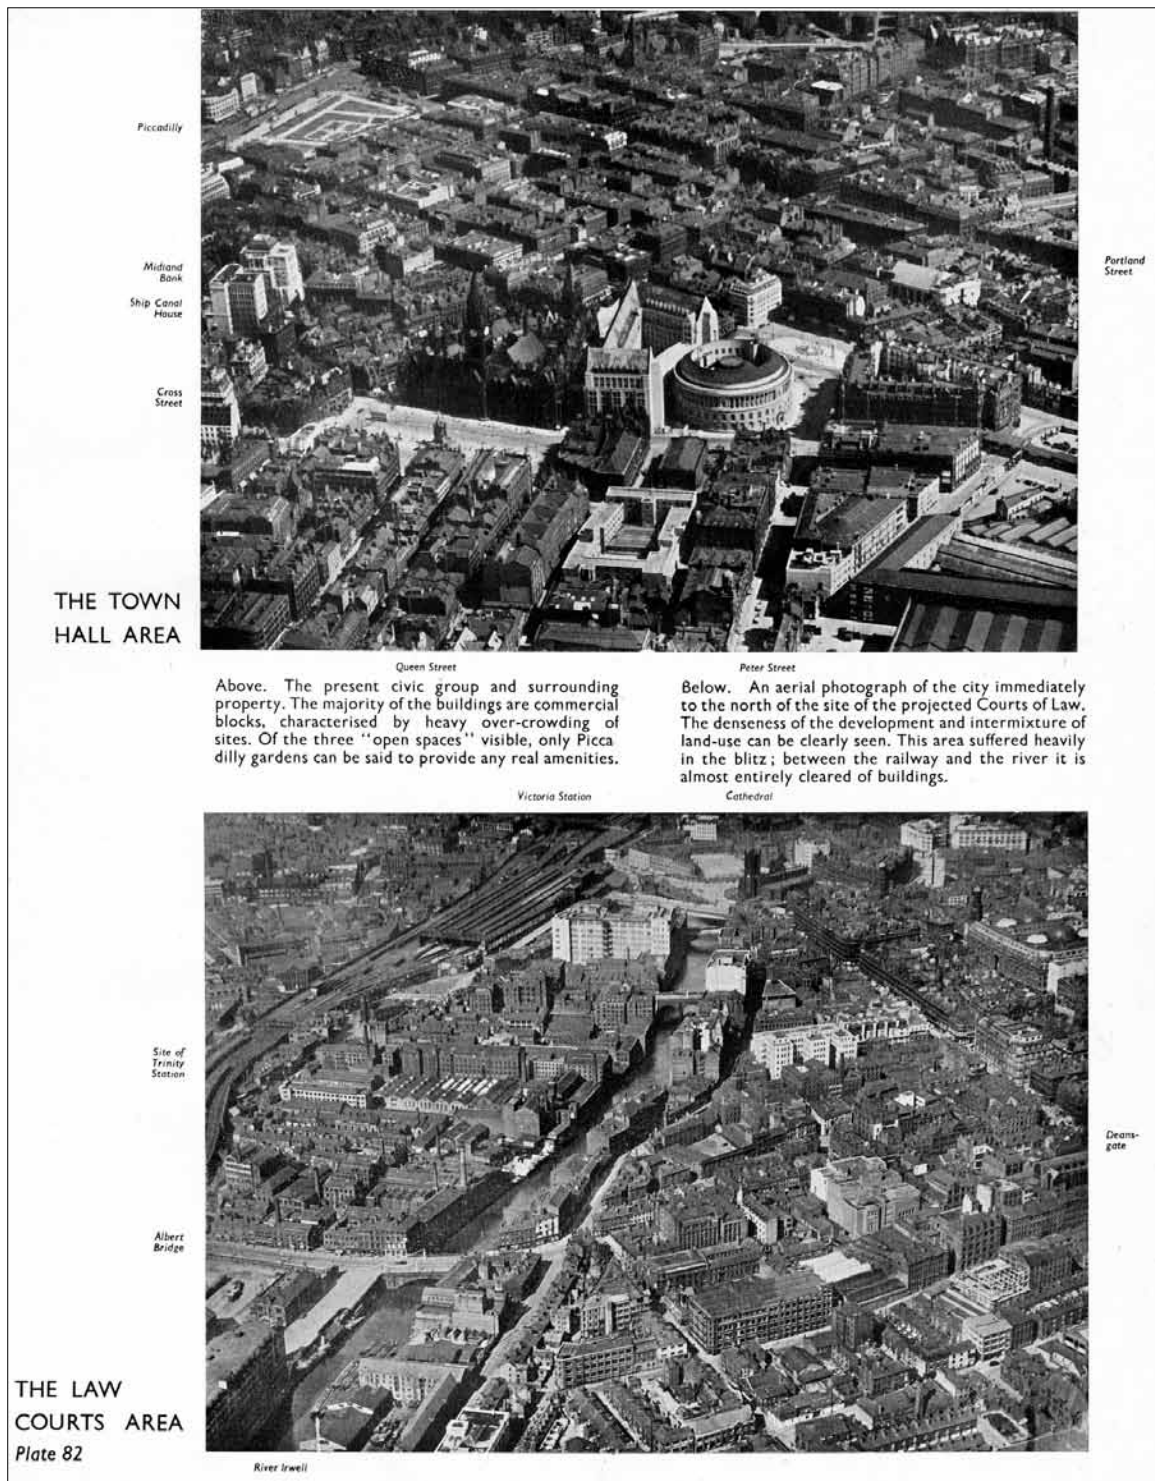 Piccadilly
Midland
Bank
Ship Canal
House
Cross
Street
Portland
Street
THE TOWN
HALL AREA
Queen Street
Peter Street
Above. The present civic group and surrounding
property. The majority of the buildings are commercial
blocks, characterised by heavy over-crowding of
sites. Of the three "open spaces" visible, only Picca
dilly gardens can be said to provide any real amenities.
Below. An aerial photograph of the city immediately
to the north of the site of the projected Courts of Law.
The denseness of the development and intermixture of
land-use can be clearly seen. This area suffered heavily
in the blitz; between the railway and the river it is
almost entirely cleared of buildings.
Victoria Station
Cathedral
Site of
Trinity
Station
Deans-
gate
Albert
Bridge
THE LAW
COURTS AREA
Plate 82
River Irwell